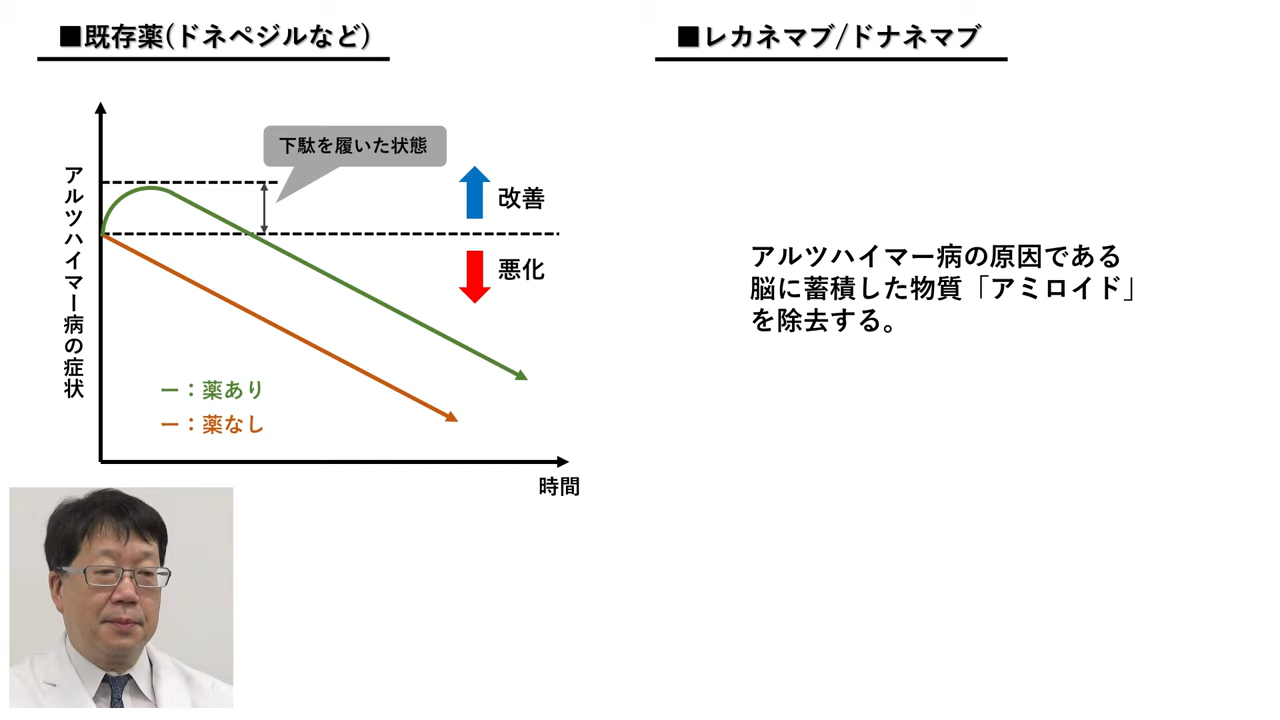 ■既存薬(ドネペジルなど)
下駄を履いた状態
改善
悪化
アルツハイマー病の症状
ー：薬あり
ー：薬なし
時間
■レカネマブ/ドナネマブ
アルツハイマー病の原因である
脳に蓄積した物質「アミロイド」
を除去する。